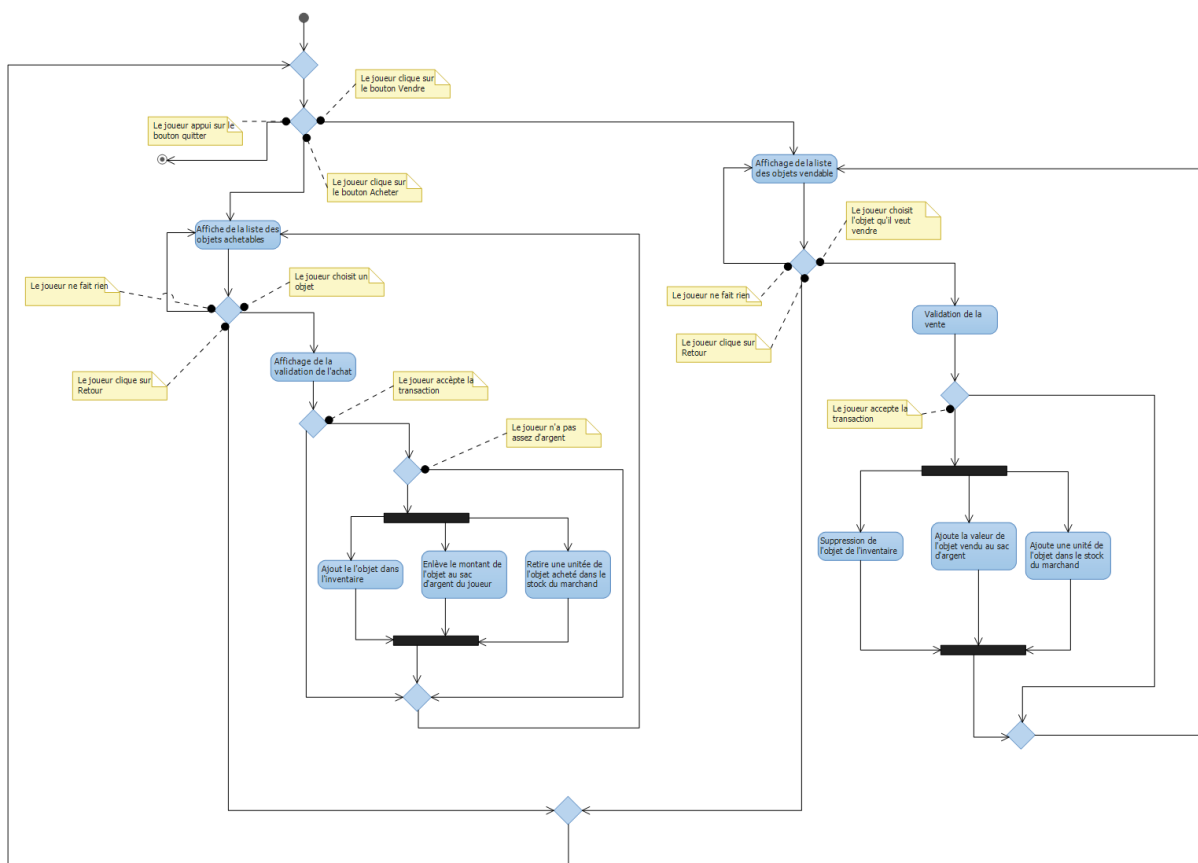 Le joueur clique sur
le bouton Vendre
Le joueur appui sur le
bouton quitter
Le joueur clique sur
le bouton Acheter
Affichage de la liste
des objets vendable
Le joueur choisit
l'objet qu'il veut
vendre
Affiche de la liste des
objets achetables
Le joueur ne fait rien
Le joueur choisit un
objet
Le joueur ne fait rien
Validation de la
vente
Le joueur clique sur
Retour
Affichage de la
validation de l'achat
Le joueur clique sur
Retour
Le joueur accèpte la
transaction
Le joueur accepte la
transaction
Le joueur n'a pas
assez d'argent
Ajout le l'objet dans
l'inventaire
Enlève le montant de
l'objet au sac
d'argent du joueur
Retire une unitée de
l'objet acheté dans le
stock du marchand
Suppression de
l'objet de l'inventaire
Ajoute la valeur de
l'objet vendu au sac
d'argent
Ajoute une unité de
l'objet dans le stock
du marchand